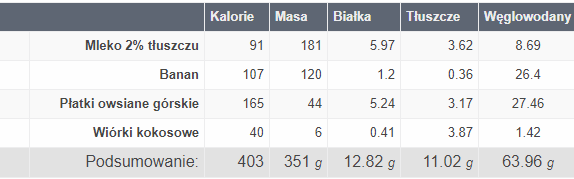 Kalorie Masa Białka Tłuszcze Węglowodany
Mleko 2% tłuszczu 91 181 5.97 3.62 8.69
Banan 107 120 1.2 0.36 26.4
Płatki owsiane górskie 165 44 5.24 3.17 27.46
Wiórki kokosowe 40 6 0.41 3.87 1.42
Podsumowanie: 403 351 g 12.82 g 11.02 g 63.96 g